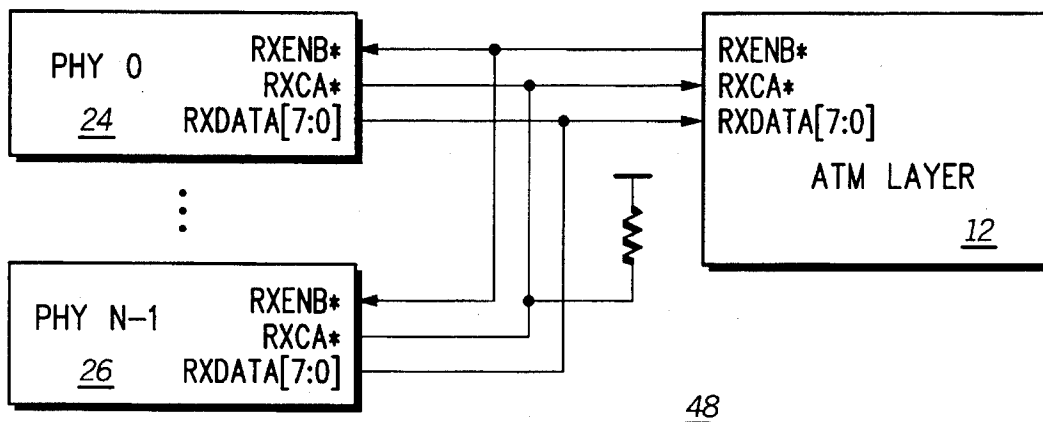 PHY 0
24
RXENB*
RXCA*
RXDATA[7:0]
RXENB*
RXCA*
RXDATA[7:0]
ATM LAYER
12
PHY N-1
26
RXENB*
RXCA*
RXDATA[7:0]
48